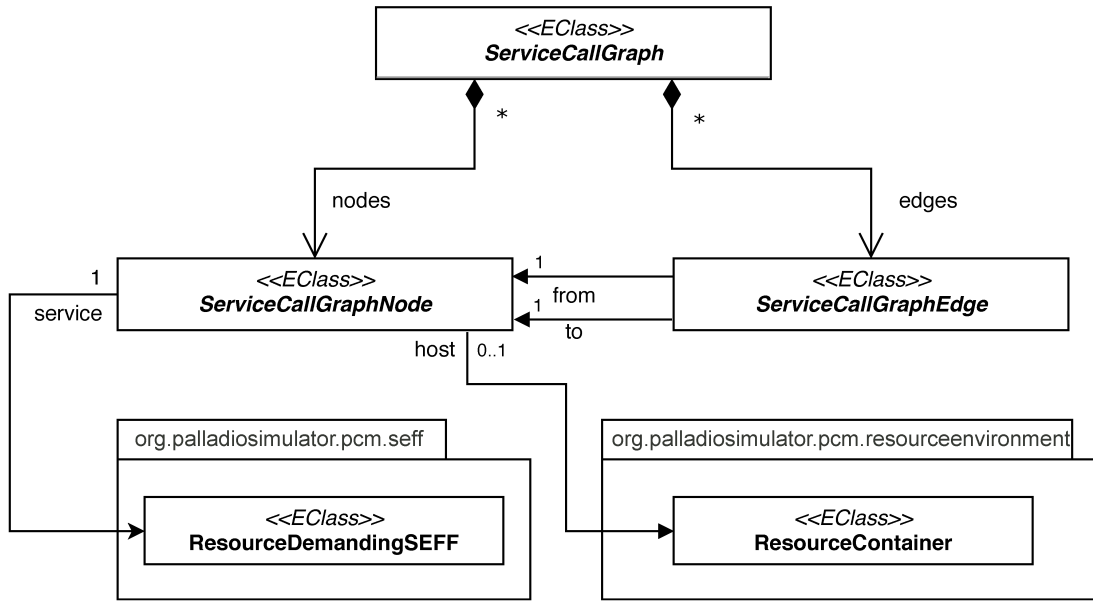 <<EClass>>
ServiceCallGraph
*
*
nodes
edges
<<EClass>>
ServiceCallGraphNode
1
from
1
to
<<EClass>>
ServiceCallGraphEdge
1
service
host
0..1
org.palladiosimulator.pcm.seff
<<EClass>>
ResourceDemandingSEFF
org.palladiosimulator.pcm.resourceenvironment
<<EClass>>
ResourceContainer